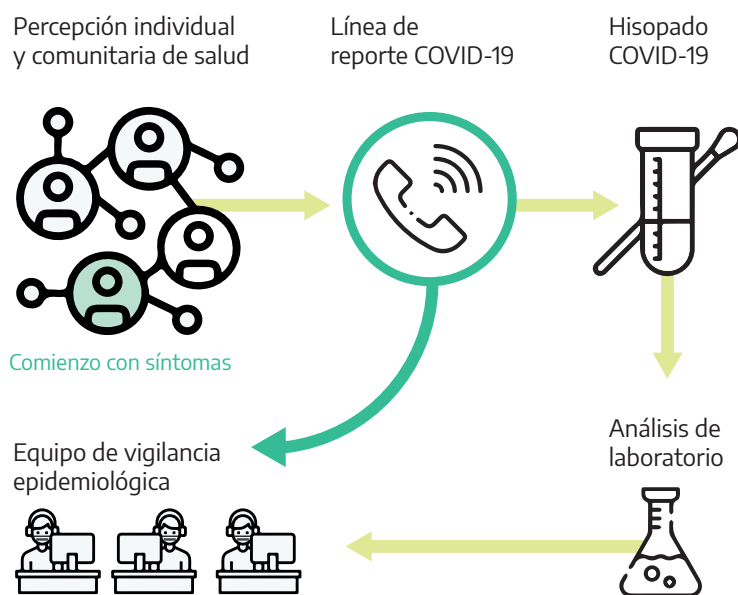 Percepción individual
y comunitaria de salud
Línea de
reporte COVID-19
Hisopado
COVID-19
Comienzo con síntomas
Equipo de vigilancia
epidemiológica
Análisis de
laboratorio